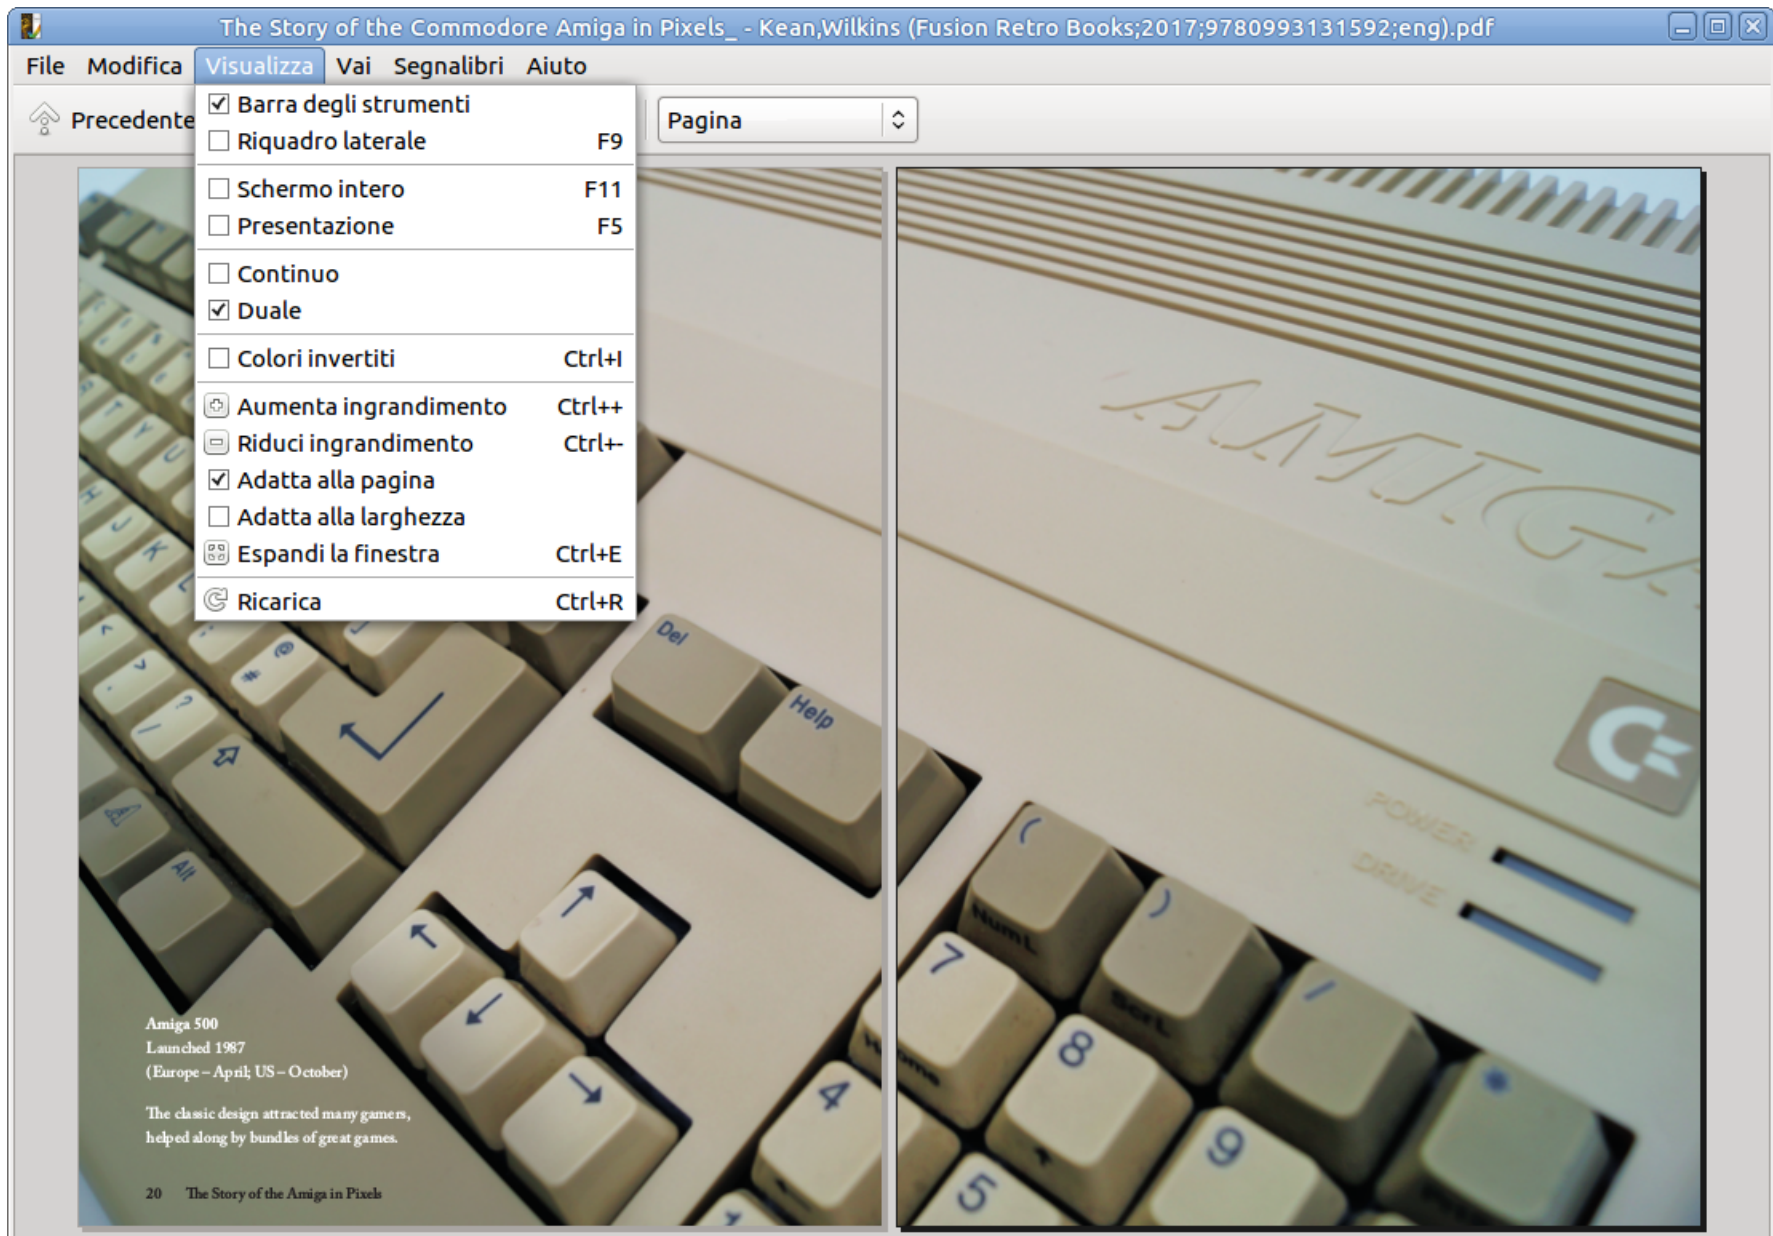 The Story of the Commodore Amiga in Pixels_ - Kean,Wilkins (Fusion Retro Books;2017;9780993131592;eng).pdf
File Modifica Visualizza Vai Segnalibri Aiuto
Precedente
Pagina
Barra degli strumenti
Riquadro laterale F9
Schermo intero F11
Presentazione F5
Continuo
Duale
Colori invertiti Ctrl+I
Aumenta ingrandimento Ctrl++
Riduci ingrandimento Ctrl+-
Adatta alla pagina
Adatta alla larghezza
Espandi la finestra Ctrl+E
Ricarica Ctrl+R
AMIGA
POWER
DRIVE
Del
Help
Alt
( NumL
) ScrL
/
*
7 Home
8
9
4
5
Amiga 500
Launched 1987
(Europe – April; US – October)
The classic design attracted many gamers,
helped along by bundles of great games.
20 The Story of the Amiga in Pixels